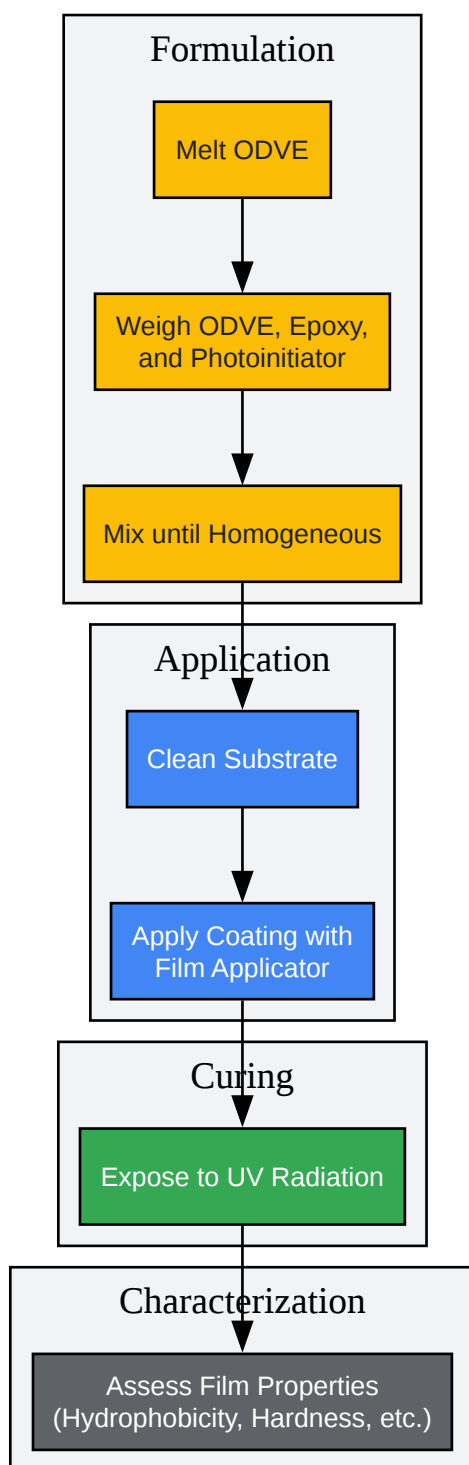 Formulation
Melt ODVE
Weigh ODVE, Epoxy,
and Photoinitiator
Mix until Homogeneous
Application
Clean Substrate
Apply Coating with
Film Applicator
Curing
Expose to UV Radiation
Characterization
Assess Film Properties
(Hydrophobicity, Hardness, etc.)